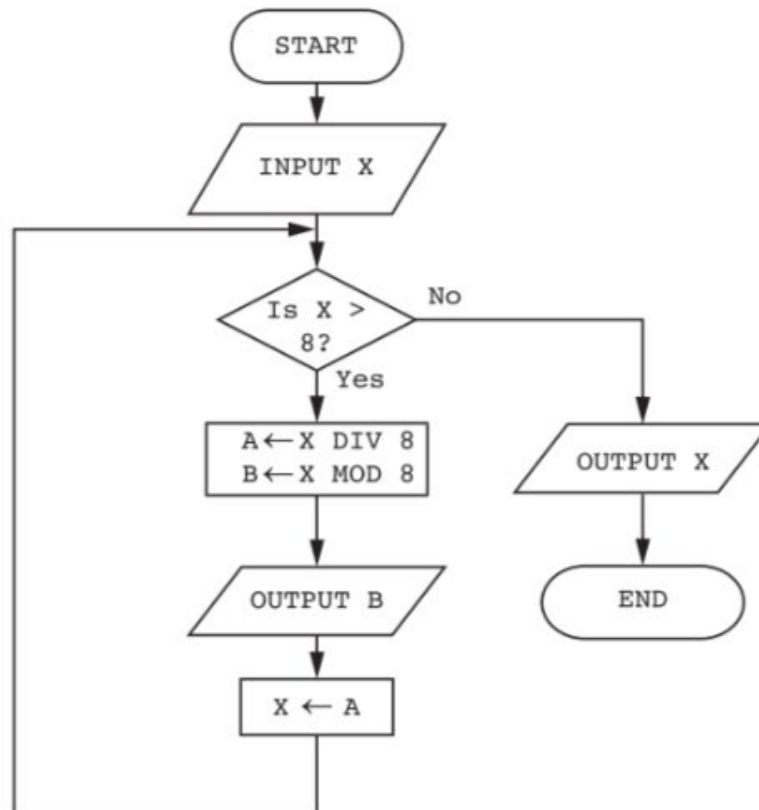 START
INPUT X
Is X >
8?
No
Yes
A ← X DIV 8
B ← X MOD 8
OUTPUT X
OUTPUT B
END
X ← A